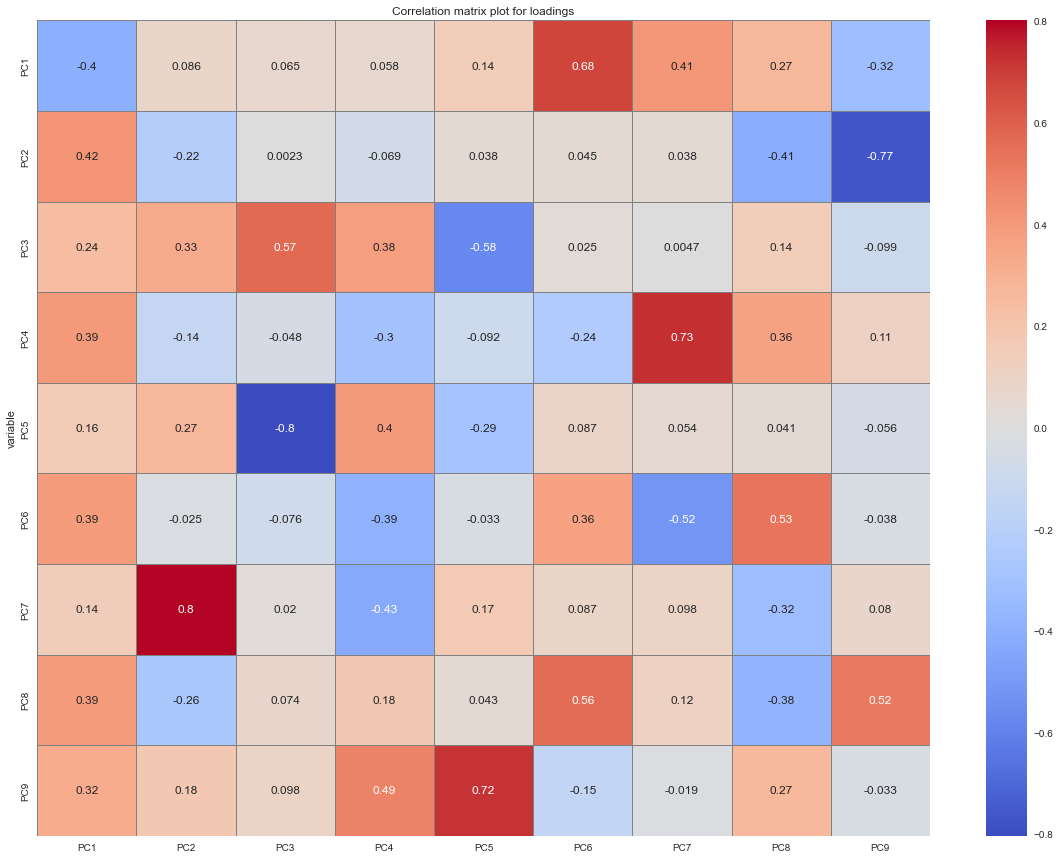 Correlation matrix plot for loadings
PC1 -0.4 0.086 0.065 0.058 0.14 0.68 0.41 0.27 -0.32
PC2 0.42 -0.22 0.0023 -0.069 0.038 0.045 0.038 -0.41 -0.77
PC3 0.24 0.33 0.57 0.38 -0.58 0.025 0.0047 0.14 -0.099
PC4 0.39 -0.14 -0.048 -0.3 -0.092 -0.24 0.73 0.36 0.11
variable
PC5 0.16 0.27 -0.8 0.4 -0.29 0.087 0.054 0.041 -0.056
PC6 0.39 -0.025 -0.076 -0.39 -0.033 0.36 -0.52 0.53 -0.038
PC7 0.14 0.8 0.02 -0.43 0.17 0.087 0.098 -0.32 0.08
PC8 0.39 -0.26 0.074 0.18 0.043 0.56 0.12 -0.38 0.52
PC9 0.32 0.18 0.098 0.49 0.72 -0.15 -0.019 0.27 -0.033
PC1 PC2 PC3 PC4 PC5 PC6 PC7 PC8 PC9
0.8
0.6
0.4
0.2
0.0
−0.2
−0.4
−0.6
−0.8